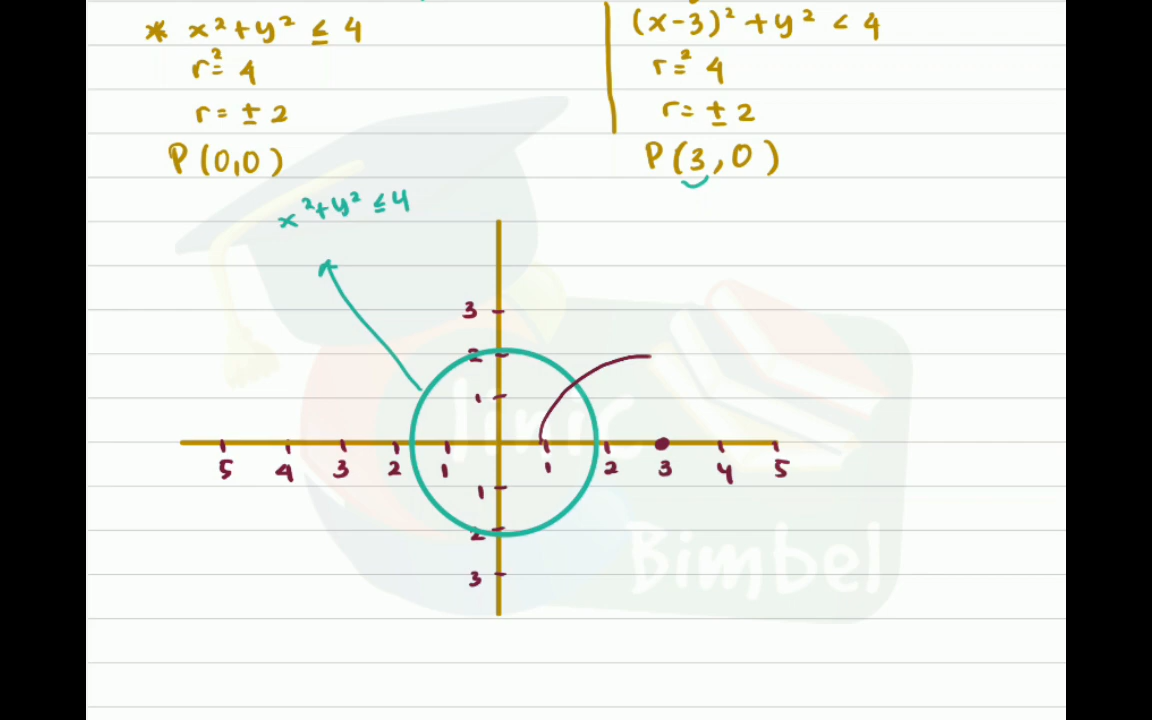 * x² + y² ≤ 4
r² = 4
r = ± 2
P (0,0)
(x-3)² + y² < 4
r² = 4
r = ± 2
P (3,0)
x² + y² ≤ 4
3
2
1
5 4 3 2 1 1 2 3 4 5
1
2
3
linic
Bimbel